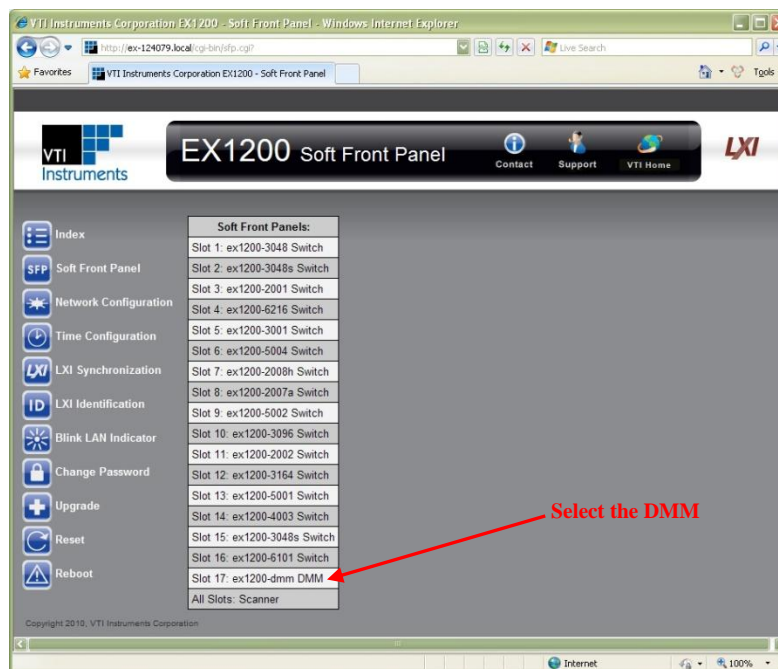 VTI Instruments Corporation EX1200 - Soft Front Panel - Windows Internet Explorer
http://ex-124079.local/cgi-bin/sfp.cgi?
Live Search
Favorites
VTI Instruments Corporation EX1200 - Soft Front Panel
Tools
VTI
Instruments
EX1200 Soft Front Panel
Contact
Support
VTI Home
LXI
Index
SFP Soft Front Panel
Network Configuration
Time Configuration
LXI LXI Synchronization
ID LXI Identification
Blink LAN Indicator
Change Password
Upgrade
Reset
Reboot
Soft Front Panels:
Slot 1: ex1200-3048 Switch
Slot 2: ex1200-3048s Switch
Slot 3: ex1200-2001 Switch
Slot 4: ex1200-6216 Switch
Slot 5: ex1200-3001 Switch
Slot 6: ex1200-5004 Switch
Slot 7: ex1200-2008h Switch
Slot 8: ex1200-2007a Switch
Slot 9: ex1200-5002 Switch
Slot 10: ex1200-3096 Switch
Slot 11: ex1200-2002 Switch
Slot 12: ex1200-3164 Switch
Slot 13: ex1200-5001 Switch
Slot 14: ex1200-4003 Switch
Slot 15: ex1200-3048s Switch
Slot 16: ex1200-6101 Switch
Slot 17: ex1200-dmm DMM
All Slots: Scanner
Select the DMM
Copyright 2010, VTI Instruments Corporation
Internet
100%